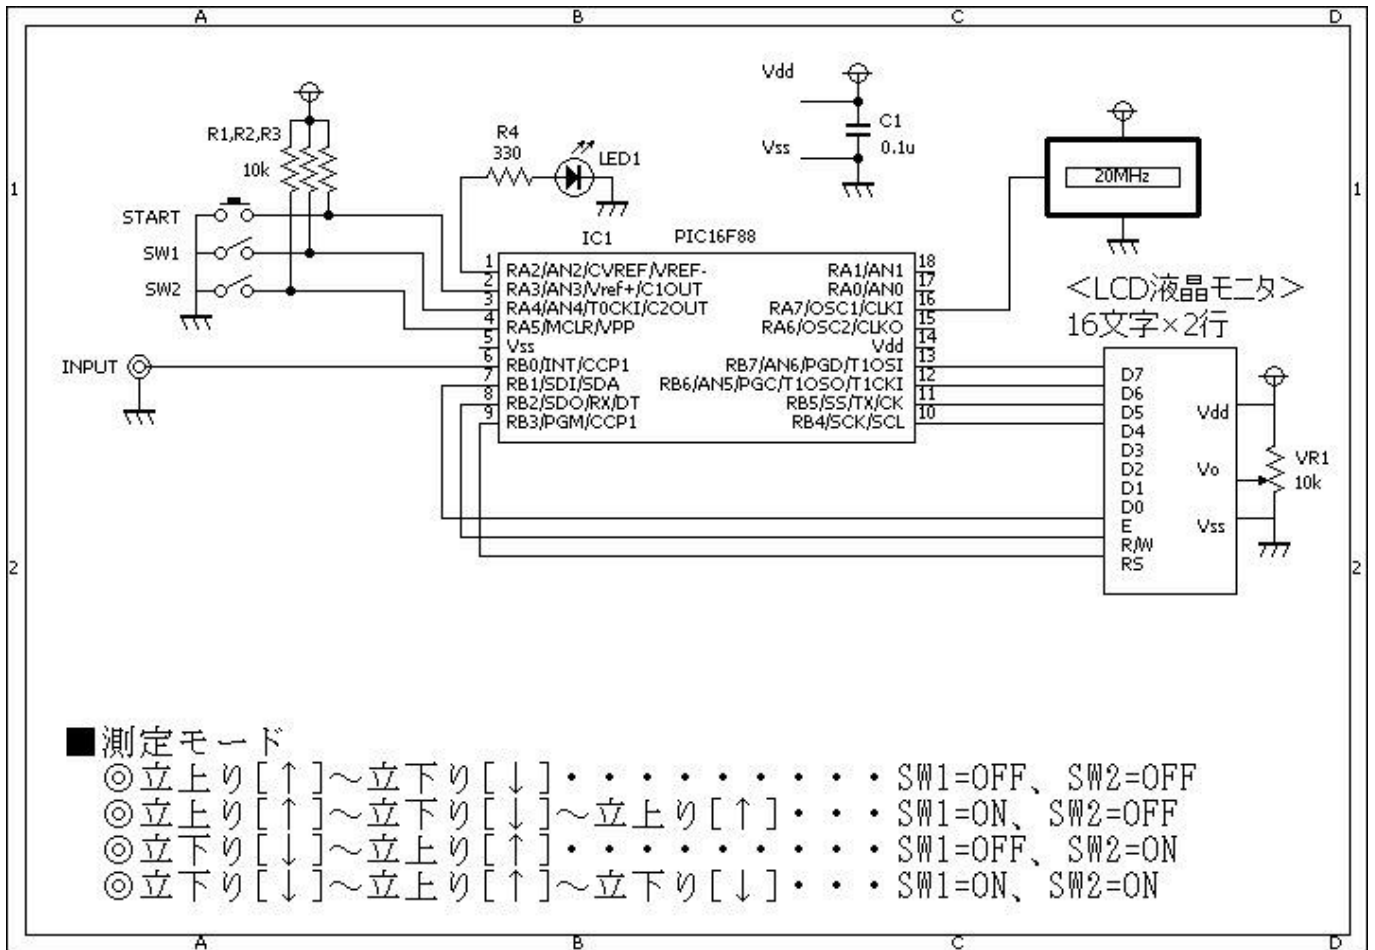 A B C D
Vdd
C1
0.1u
Vss
R1,R2,R3
10k
R4
330
LED1
20MHz
1 1
START
SW1
SW2
INPUT
IC1 PIC16F88
1 RA2/AN2/CVREF/VREF-
2 RA3/AN3/Vref+/C1OUT
3 RA4/AN4/T0CKI/C2OUT
4 RA5/MCLR/VPP
5 Vss
6 RB0/INT/CCP1
7 RB1/SDI/SDA
8 RB2/SDO/RX/DT
9 RB3/PGM/CCP1
RA1/AN1 18
RA0/AN0 17
RA7/OSC1/CLKI 16
RA6/OSC2/CLKO 15
Vdd 14
RB7/AN6/PGD/T1OSI 13
RB6/AN5/PGC/T1OSO/T1CKI 12
RB5/SS/TX/CK 11
RB4/SCK/SCL 10
<LCD液晶モニタ>
16文字×2行
D7
D6
D5
D4
D3
D2
D1
D0
E
R/W
RS
Vdd
Vo
Vss
VR1
10k
2 2
■測定モード
◎立上り[↑]～立下り[↓]・・・・・・・・・SW1=OFF、SW2=OFF
◎立上り[↑]～立下り[↓]～立上り[↑]・・・SW1=ON、SW2=OFF
◎立下り[↓]～立上り[↑]・・・・・・・・・SW1=OFF、SW2=ON
◎立下り[↓]～立上り[↑]～立下り[↓]・・・SW1=ON、SW2=ON
A B C D